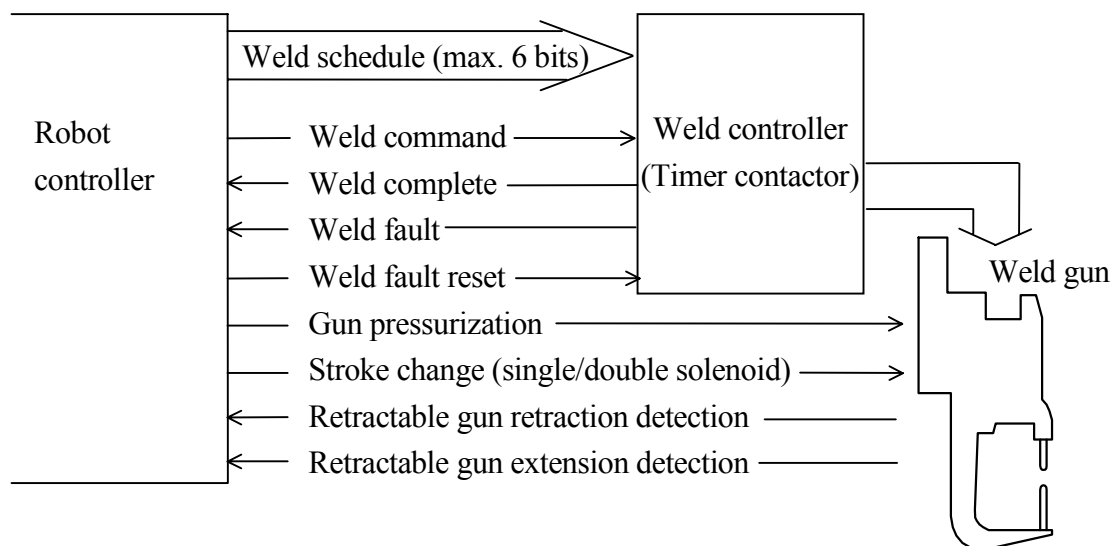 Weld schedule (max. 6 bits)
Robot
controller
Weld command
Weld complete
Weld fault
Weld fault reset
Gun pressurization
Stroke change (single/double solenoid)
Retractable gun retraction detection
Retractable gun extension detection
Weld controller
(Timer contactor)
Weld gun